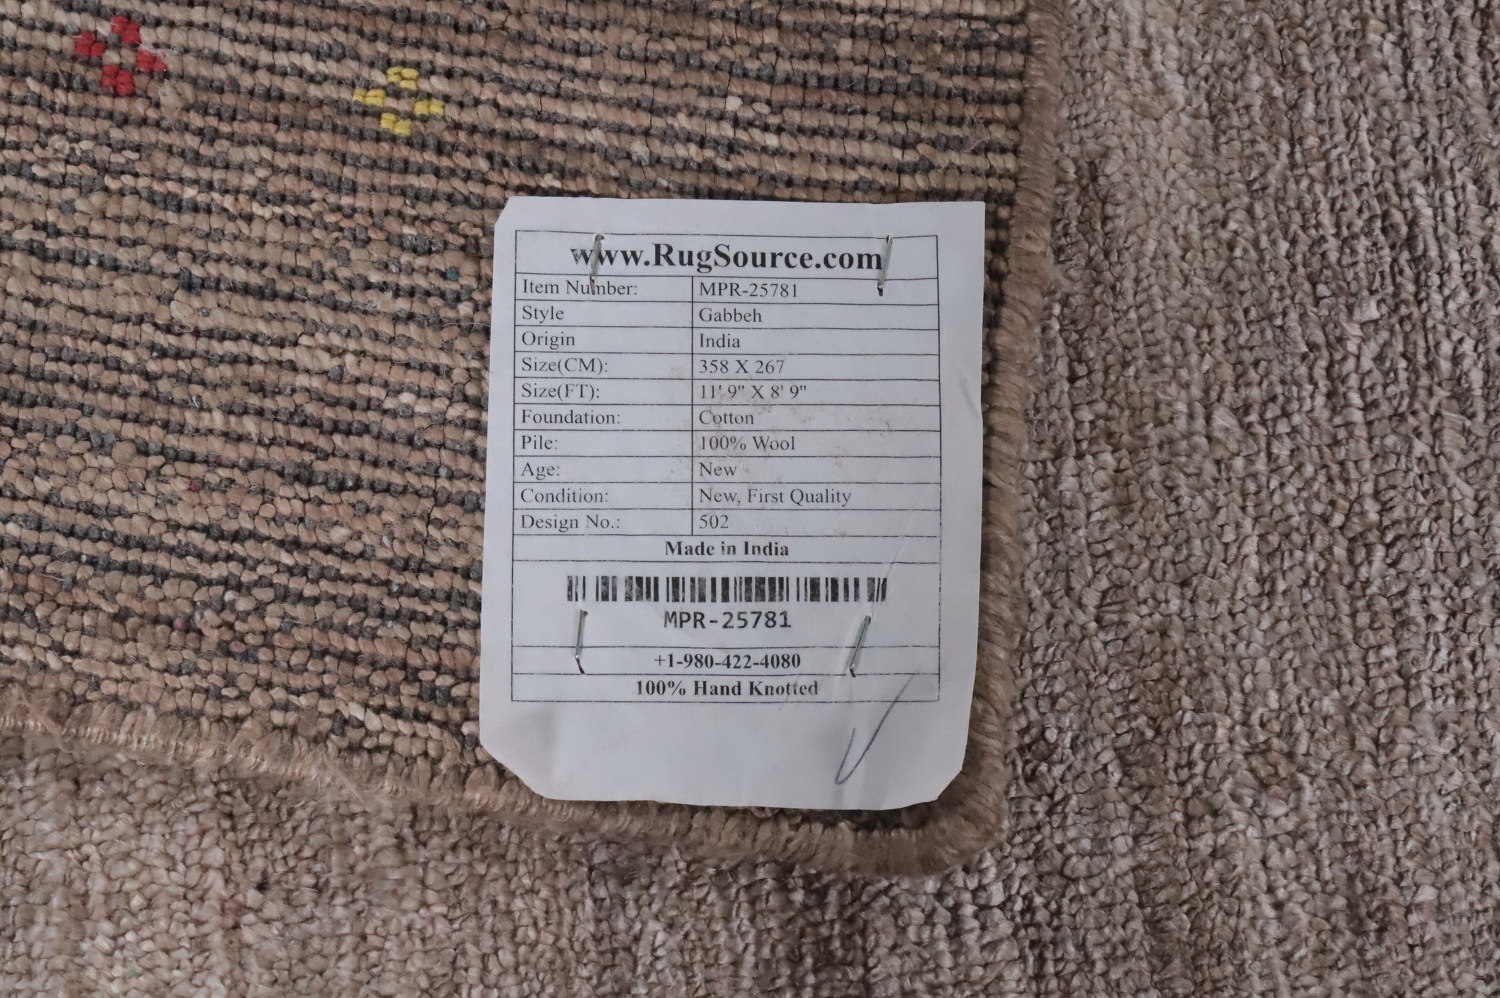 www.RugSource.com
Item Number: MPR-25781
Style Gabbeh
Origin India
Size(CM): 358 X 267
Size(FT): 11' 9" X 8' 9"
Foundation: Cotton
Pile: 100% Wool
Age: New
Condition: New, First Quality
Design No.: 502
Made in India
MPR-25781
+1-980-422-4080
100% Hand Knotted